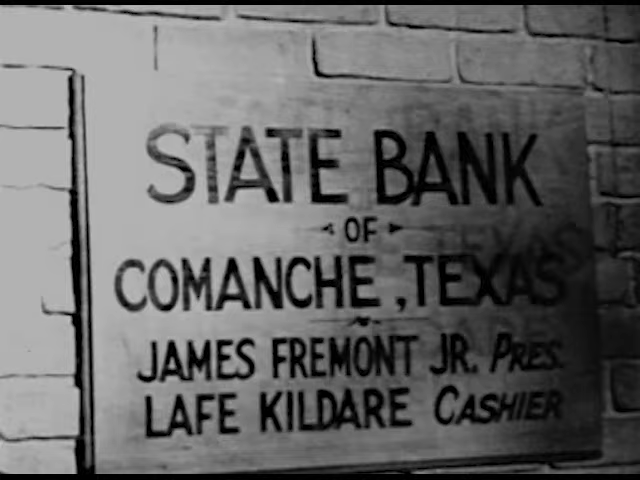 STATE BANK
OF
COMANCHE, TEXAS
JAMES FREMONT JR. PRES.
LAFE KILDARE CASHIER